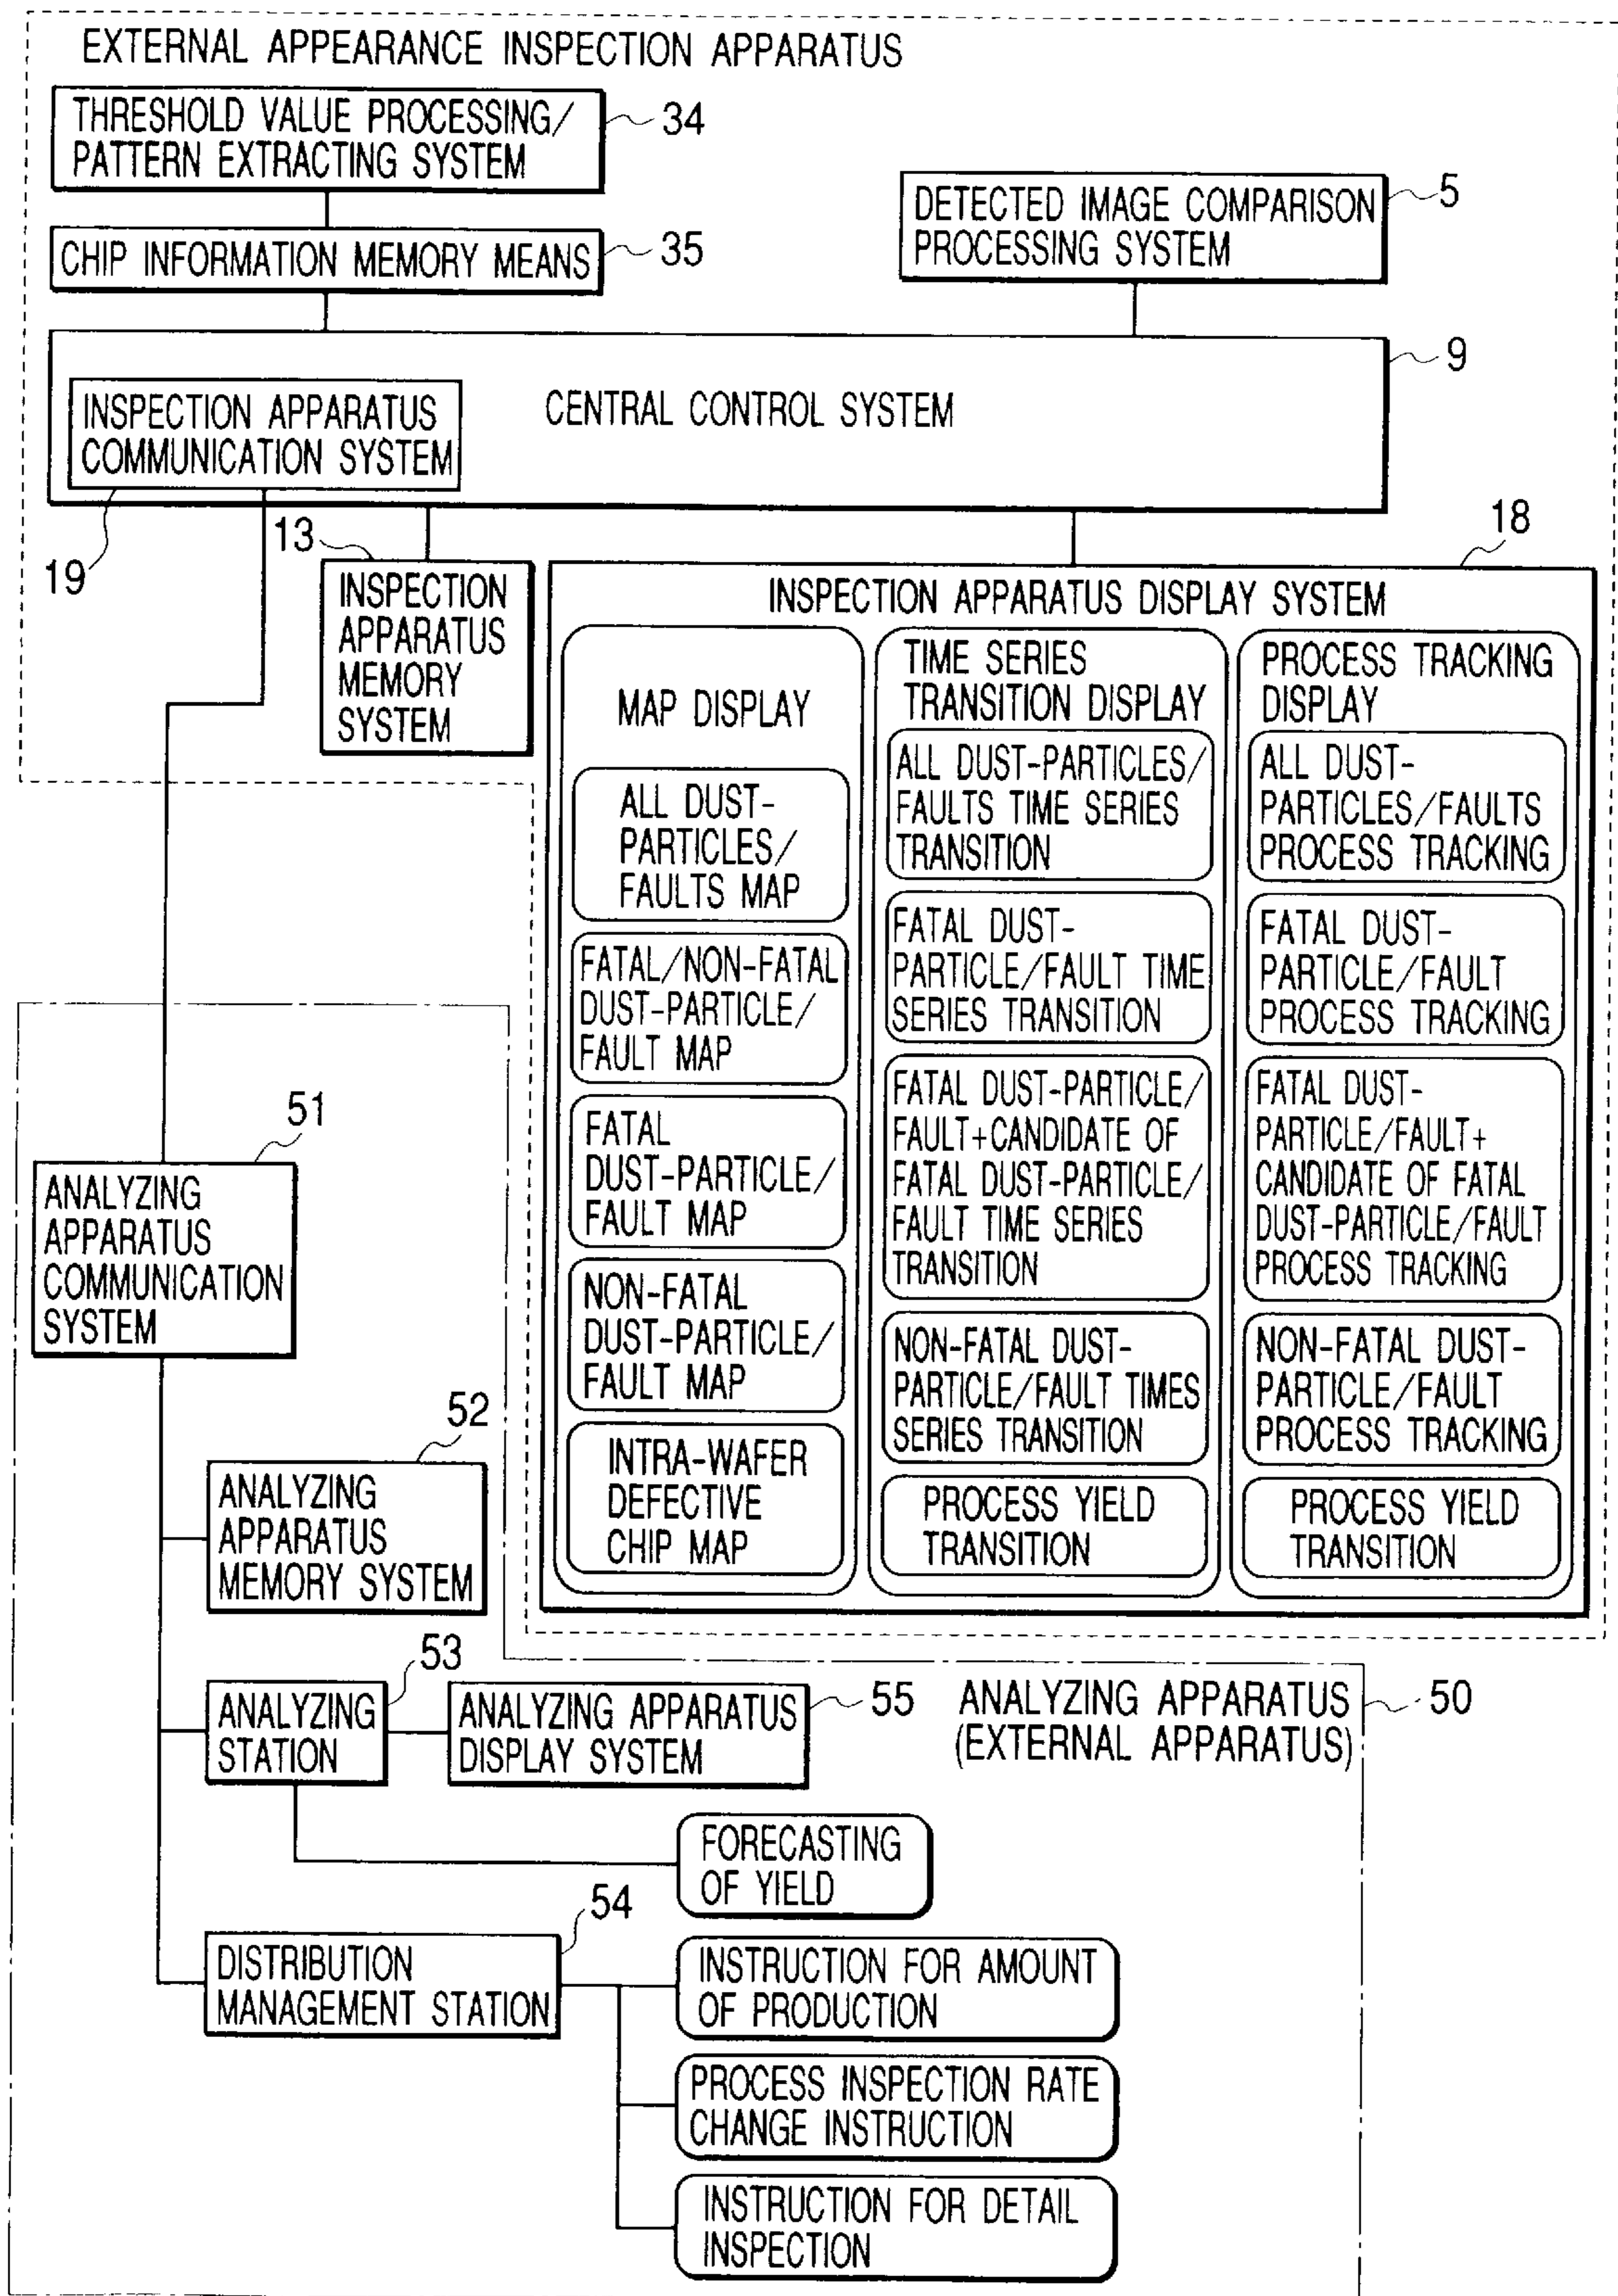 EXTERNAL APPEARANCE INSPECTION APPARATUS
THRESHOLD VALUE PROCESSING/
PATTERN EXTRACTING SYSTEM
34
CHIP INFORMATION MEMORY MEANS
35
DETECTED IMAGE COMPARISON
PROCESSING SYSTEM
5
9
INSPECTION APPARATUS
COMMUNICATION SYSTEM
CENTRAL CONTROL SYSTEM
19
13
INSPECTION
APPARATUS
MEMORY
SYSTEM
18
INSPECTION APPARATUS DISPLAY SYSTEM
MAP DISPLAY
ALL DUST-
PARTICLES/
FAULTS MAP
FATAL/NON-FATAL
DUST-PARTICLE/
FAULT MAP
FATAL
DUST-PARTICLE/
FAULT MAP
NON-FATAL
DUST-PARTICLE/
FAULT MAP
INTRA-WAFER
DEFECTIVE
CHIP MAP
TIME SERIES
TRANSITION DISPLAY
ALL DUST-PARTICLES/
FAULTS TIME SERIES
TRANSITION
FATAL DUST-
PARTICLE/FAULT TIME
SERIES TRANSITION
FATAL DUST-PARTICLE/
FAULT+CANDIDATE OF
FATAL DUST-PARTICLE/
FAULT TIME SERIES
TRANSITION
NON-FATAL DUST-
PARTICLE/FAULT TIMES
SERIES TRANSITION
PROCESS YIELD
TRANSITION
PROCESS TRACKING
DISPLAY
ALL DUST-
PARTICLES/FAULTS
PROCESS TRACKING
FATAL DUST-
PARTICLE/FAULT
PROCESS TRACKING
FATAL DUST-
PARTICLE/FAULT+
CANDIDATE OF FATAL
DUST-PARTICLE/FAULT
PROCESS TRACKING
NON-FATAL DUST-
PARTICLE/FAULT
PROCESS TRACKING
PROCESS YIELD
TRANSITION
51
ANALYZING
APPARATUS
COMMUNICATION
SYSTEM
52
ANALYZING
APPARATUS
MEMORY SYSTEM
53
ANALYZING
STATION
ANALYZING APPARATUS
DISPLAY SYSTEM
55
ANALYZING APPARATUS
(EXTERNAL APPARATUS)
50
FORECASTING
OF YIELD
54
DISTRIBUTION
MANAGEMENT STATION
INSTRUCTION FOR AMOUNT
OF PRODUCTION
PROCESS INSPECTION RATE
CHANGE INSTRUCTION
INSTRUCTION FOR DETAIL
INSPECTION